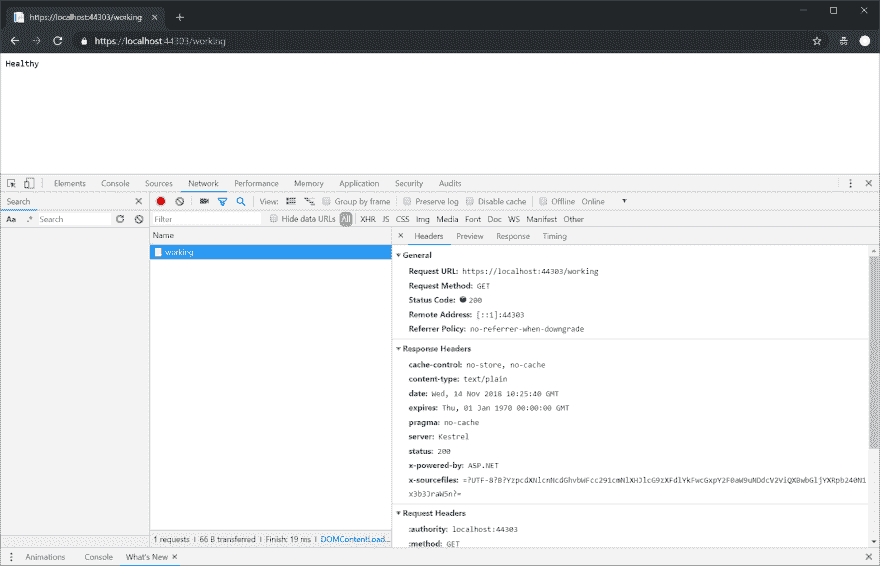 https://localhost:44303/working
https://localhost:44303/working
Healthy
Elements Console Sources Network Performance Memory Application Security Audits
Search View: Group by frame Preserve log Disable cache Offline Online
Aa .* Search Filter Hide data URLs All XHR JS CSS Img Media Font Doc WS Manifest Other
Name Headers Preview Response Timing
working
General
Request URL: https://localhost:44303/working
Request Method: GET
Status Code: 200
Remote Address: [::1]:44303
Referrer Policy: no-referrer-when-downgrade
Response Headers
cache-control: no-store, no-cache
content-type: text/plain
date: Wed, 14 Nov 2018 10:25:40 GMT
expires: Thu, 01 Jan 1970 00:00:00 GMT
pragma: no-cache
server: Kestrel
status: 200
x-powered-by: ASP.NET
x-sourcefiles:
Request Headers
:authority: localhost:44303
:method: GET
1 requests | 66 B transferred | Finish: 19 ms | DOMContentLoad...
Animations Console What's New